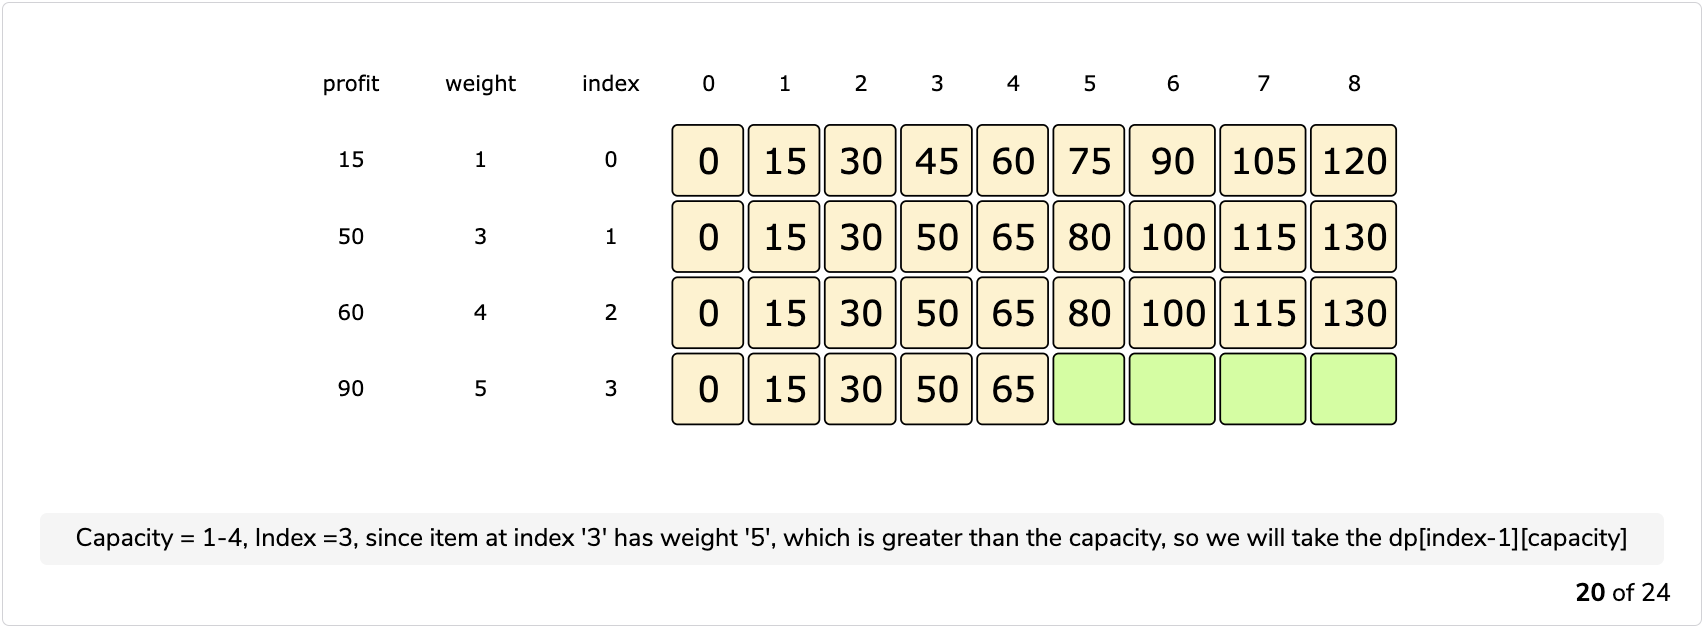 profit weight index 0 1 2 3 4 5 6 7 8
15 1 0 0 15 30 45 60 75 90 105 120
50 3 1 0 15 30 50 65 80 100 115 130
60 4 2 0 15 30 50 65 80 100 115 130
90 5 3 0 15 30 50 65
Capacity = 1-4, Index =3, since item at index '3' has weight '5', which is greater than the capacity, so we will take the dp[index-1][capacity]
20 of 24